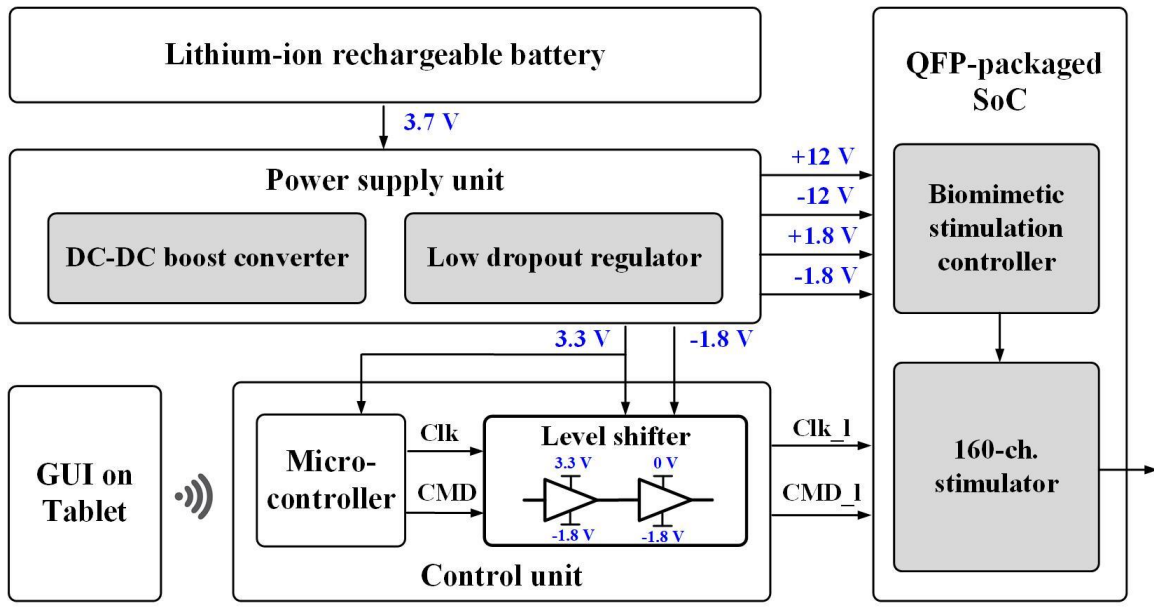 Lithium-ion rechargeable battery
3.7 V
Power supply unit
DC-DC boost converter
Low dropout regulator
+12 V
-12 V
+1.8 V
-1.8 V
QFP-packaged
SoC
Biomimetic
stimulation
controller
160-ch.
stimulator
3.3 V
-1.8 V
GUI on
Tablet
Micro-
controller
Clk
CMD
Level shifter
3.3 V
0 V
-1.8 V
-1.8 V
Control unit
Clk_l
CMD_l